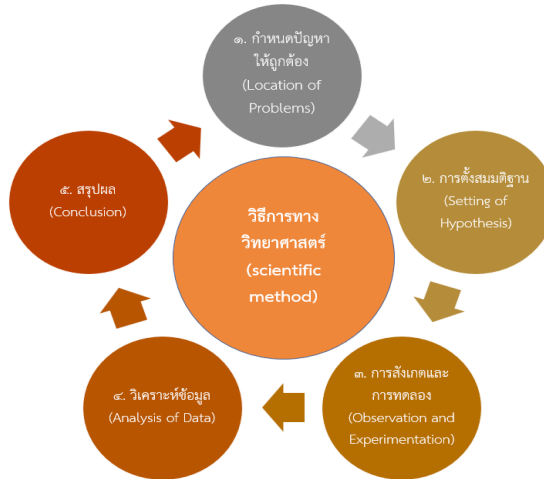 ๑. กำหนดปัญหา
ให้ถูกต้อง
(Location of
Problems)
๒. การตั้งสมมติฐาน
(Setting of
Hypothesis)
๓. การสังเกตและ
การทดลอง
(Observation and
Experimentation)
๔. วิเคราะห์ข้อมูล
(Analysis of Data)
๕. สรุปผล
(Conclusion)
วิธีการทาง
วิทยาศาสตร์
(scientific
method)